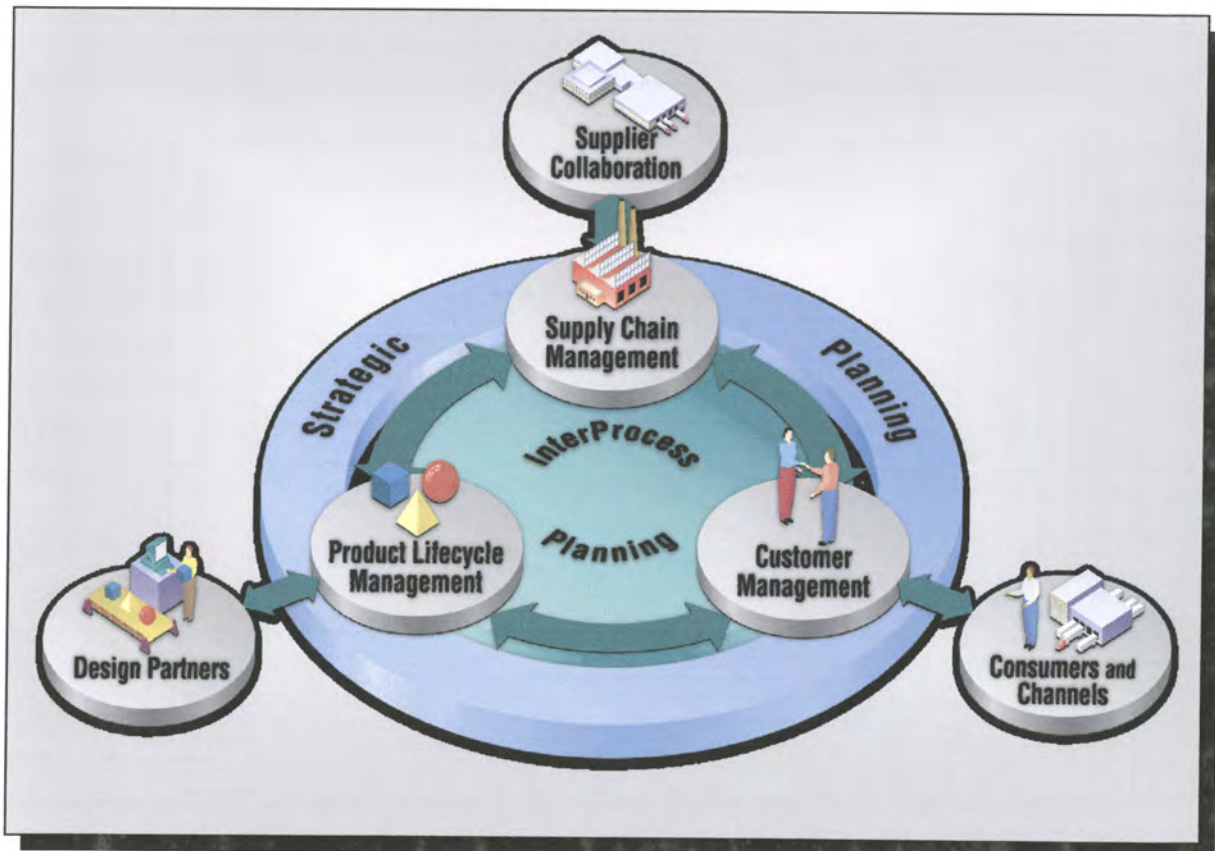 Supplier
Collaboration
Supply Chain
Management
Strategic
Planning
InterProcess
Planning
Product Lifecycle
Management
Customer
Management
Design Partners
Consumers and
Channels